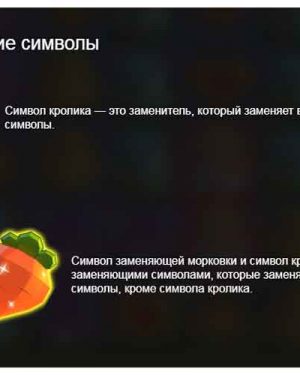 ие символы
Символ кролика — это заменитель, который заменяет в
символы.
Символ заменяющей морковки и символ кр
заменяющими символами, которые заменя
символы, кроме символа кролика.